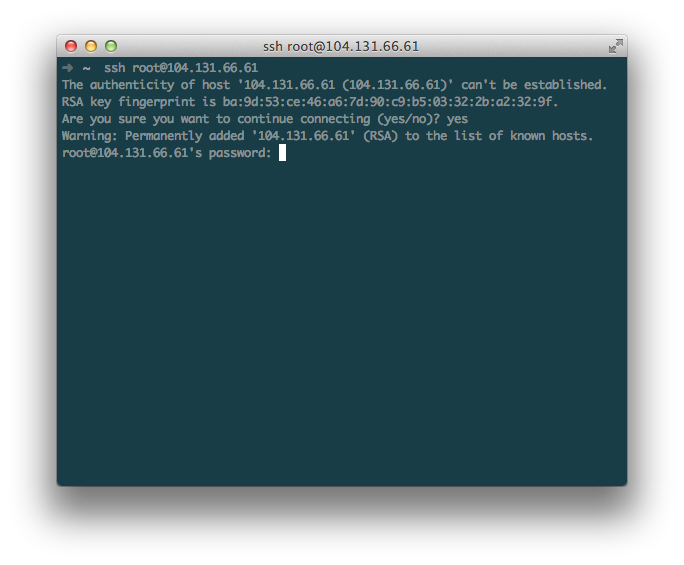 ssh root@104.131.66.61
➜ ~ ssh root@104.131.66.61
The authenticity of host '104.131.66.61 (104.131.66.61)' can't be established.
RSA key fingerprint is ba:9d:53:ce:46:a6:7d:90:c9:b5:03:32:2b:a2:32:9f.
Are you sure you want to continue connecting (yes/no)? yes
Warning: Permanently added '104.131.66.61' (RSA) to the list of known hosts.
root@104.131.66.61's password: